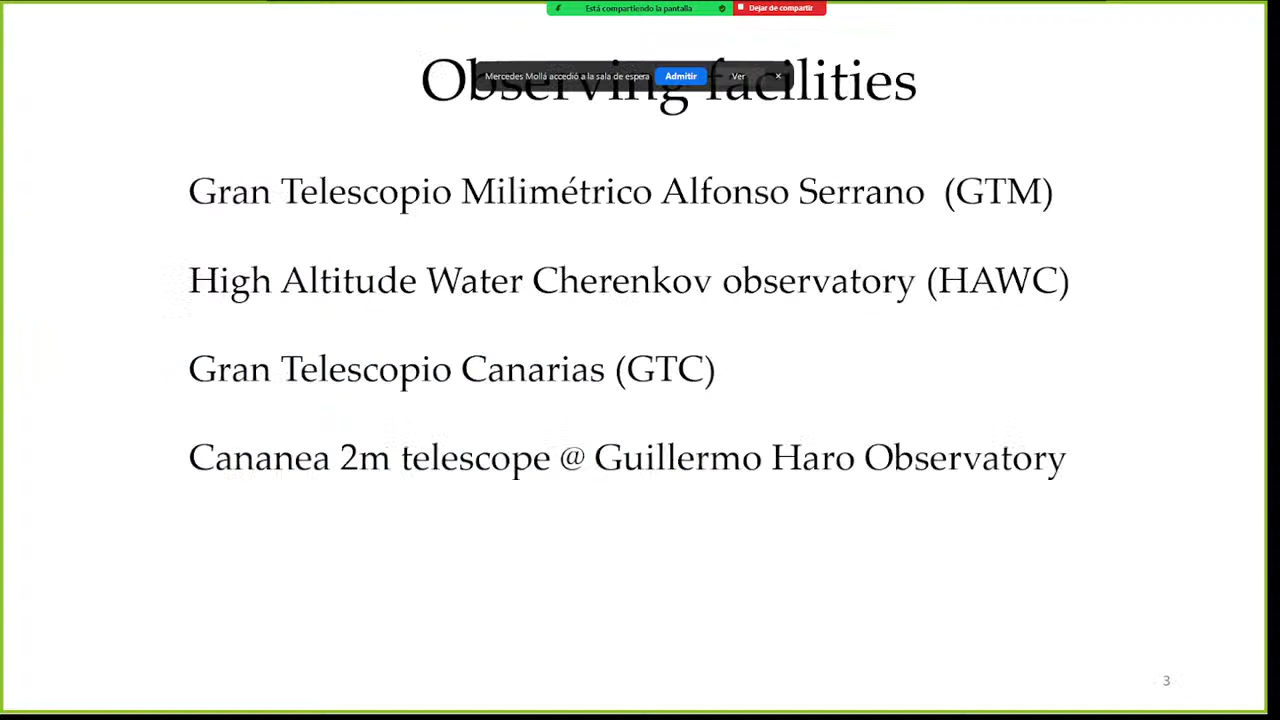 Está compartiendo la pantalla
Dejar de compartir
Observing facilities
Mercedes Mollá accedió a la sala de espera Admitir Ver
Gran Telescopio Milimétrico Alfonso Serrano (GTM)
High Altitude Water Cherenkov observatory (HAWC)
Gran Telescopio Canarias (GTC)
Cananea 2m telescope @ Guillermo Haro Observatory
3